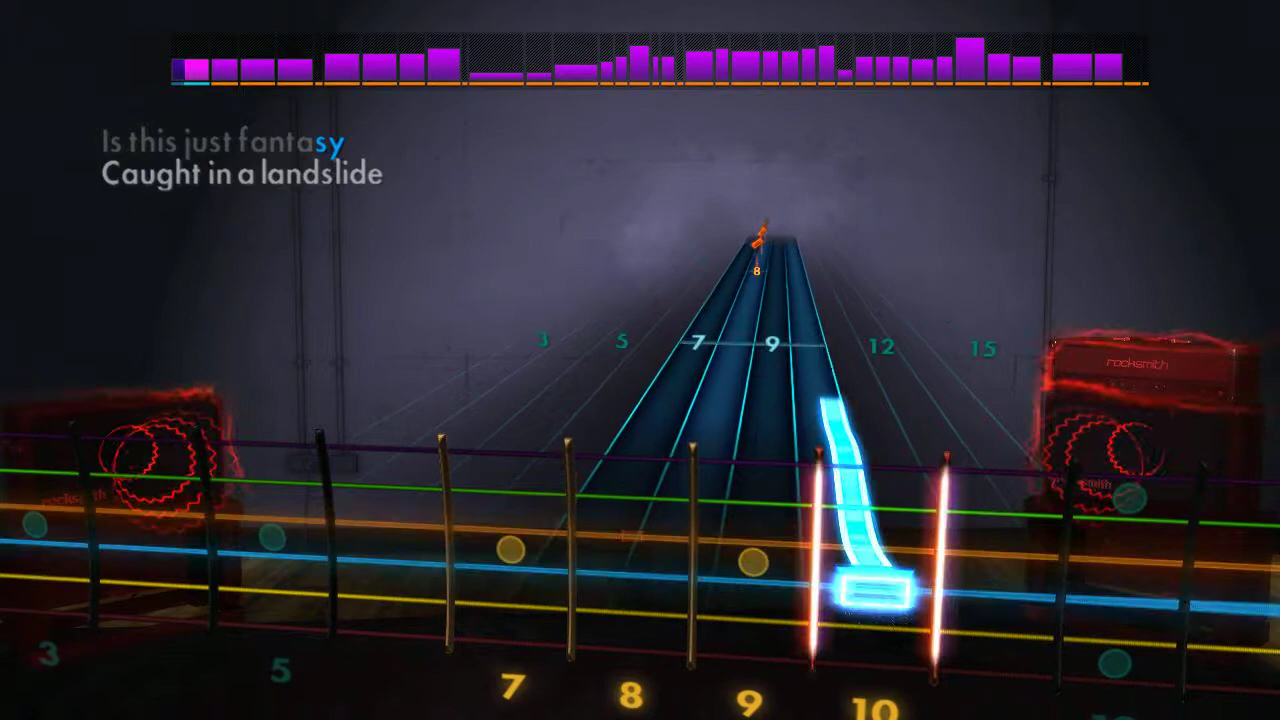 Is this just fantasy
Caught in a landslide
8
3 5 7 9 12 15
rocksmith
rocksmith
3 5 7 8 9 10